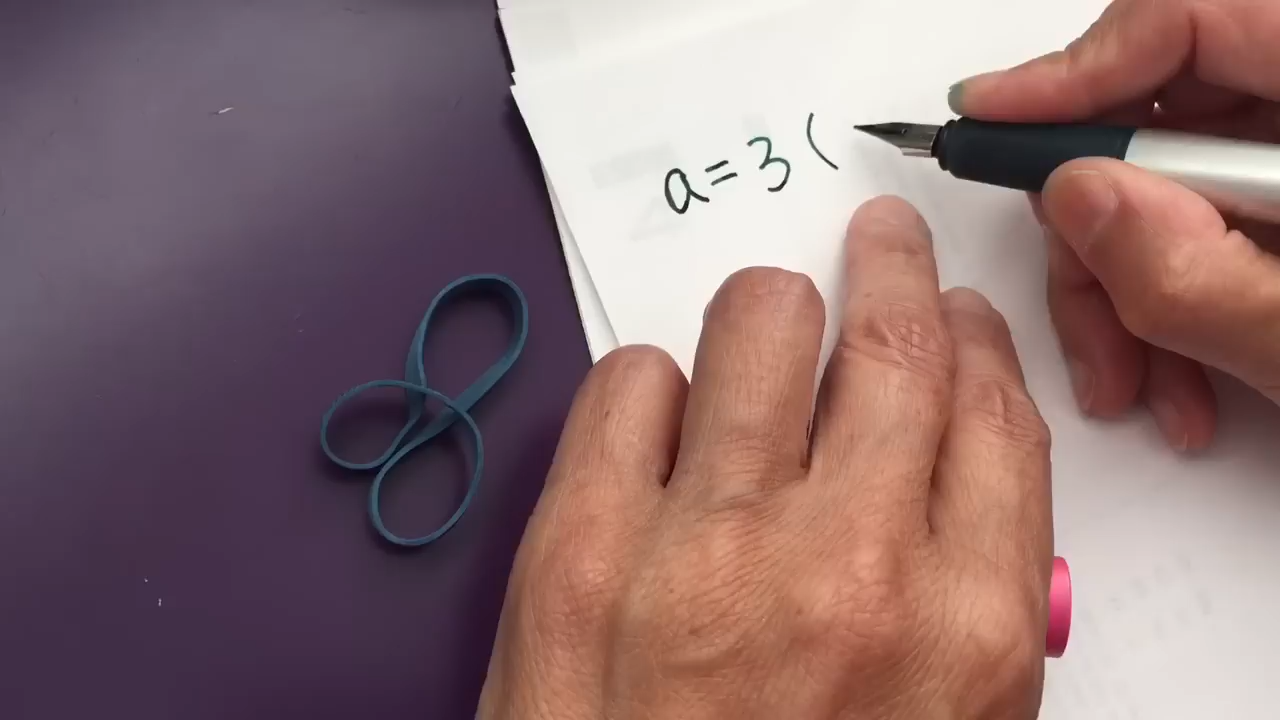 a = 3 (